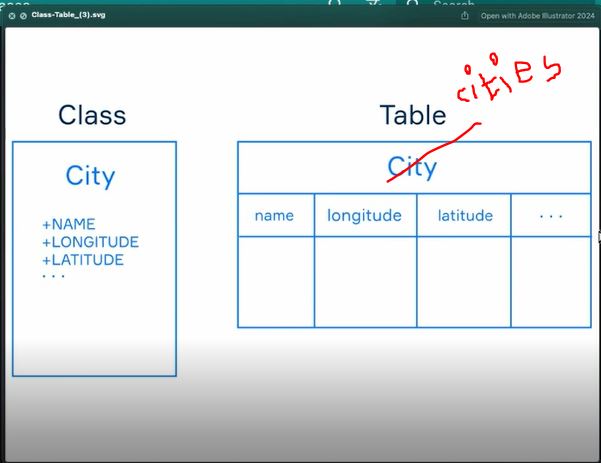 Search
Class-Table_(3).svg
Open with Adobe Illustrator 2024
cities
Class
Table
City
+NAME
+LONGITUDE
+LATITUDE
...
City
name longitude latitude ...